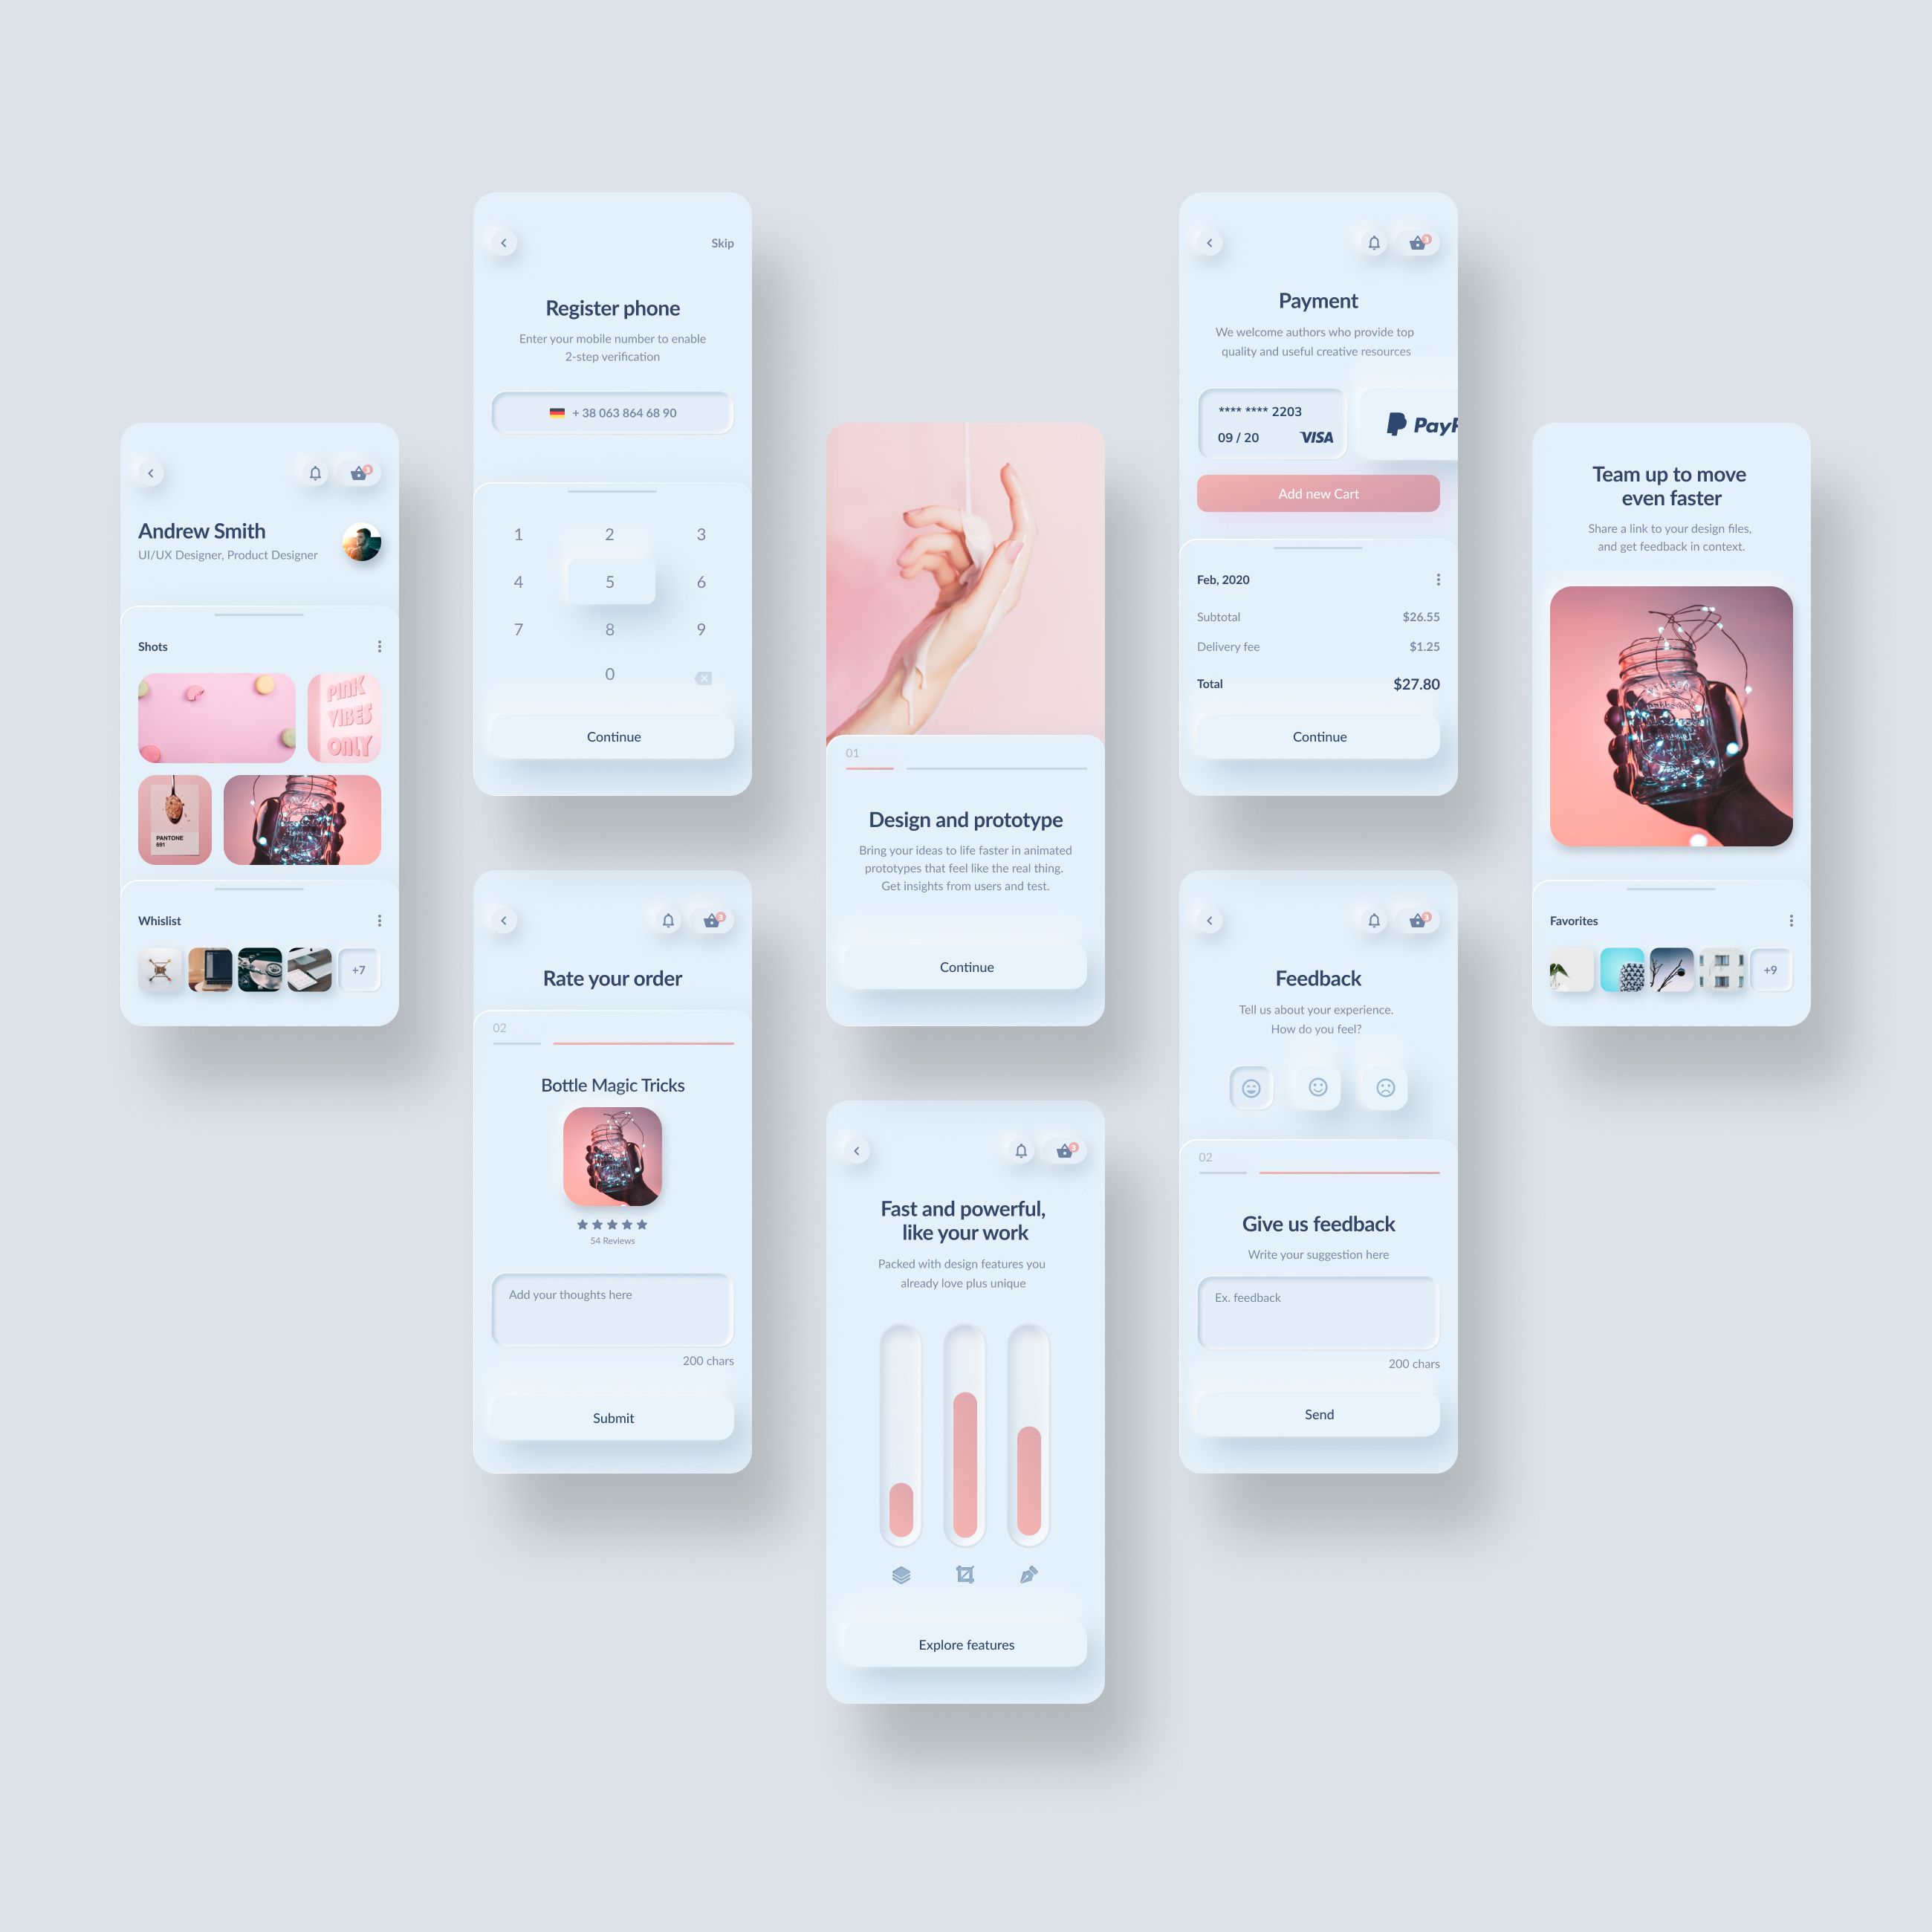 Andrew Smith
UI/UX Designer, Product Designer
3
Shots
PINK
VIBES
ONLY
PANTONE
691
Whislist
+7
Skip
Register phone
Enter your mobile number to enable
2-step verification
+ 38 063 864 68 90
1 2 3
4 5 6
7 8 9
0
Continue
3
Rate your order
02
Bottle Magic Tricks
54 Reviews
Add your thoughts here
200 chars
Submit
01
Design and prototype
Bring your ideas to life faster in animated
prototypes that feel like the real thing.
Get insights from users and test.
Continue
3
Fast and powerful,
like your work
Packed with design features you
already love plus unique
Explore features
3
Payment
We welcome authors who provide top
quality and useful creative resources
**** **** 2203
09 / 20 VISA
PayP
Add new Cart
Feb, 2020
Subtotal $26.55
Delivery fee $1.25
Total $27.80
Continue
3
Feedback
Tell us about your experience.
How do you feel?
02
Give us feedback
Write your suggestion here
Ex. feedback
200 chars
Send
Team up to move
even faster
Share a link to your design files,
and get feedback in context.
Favorites
+9